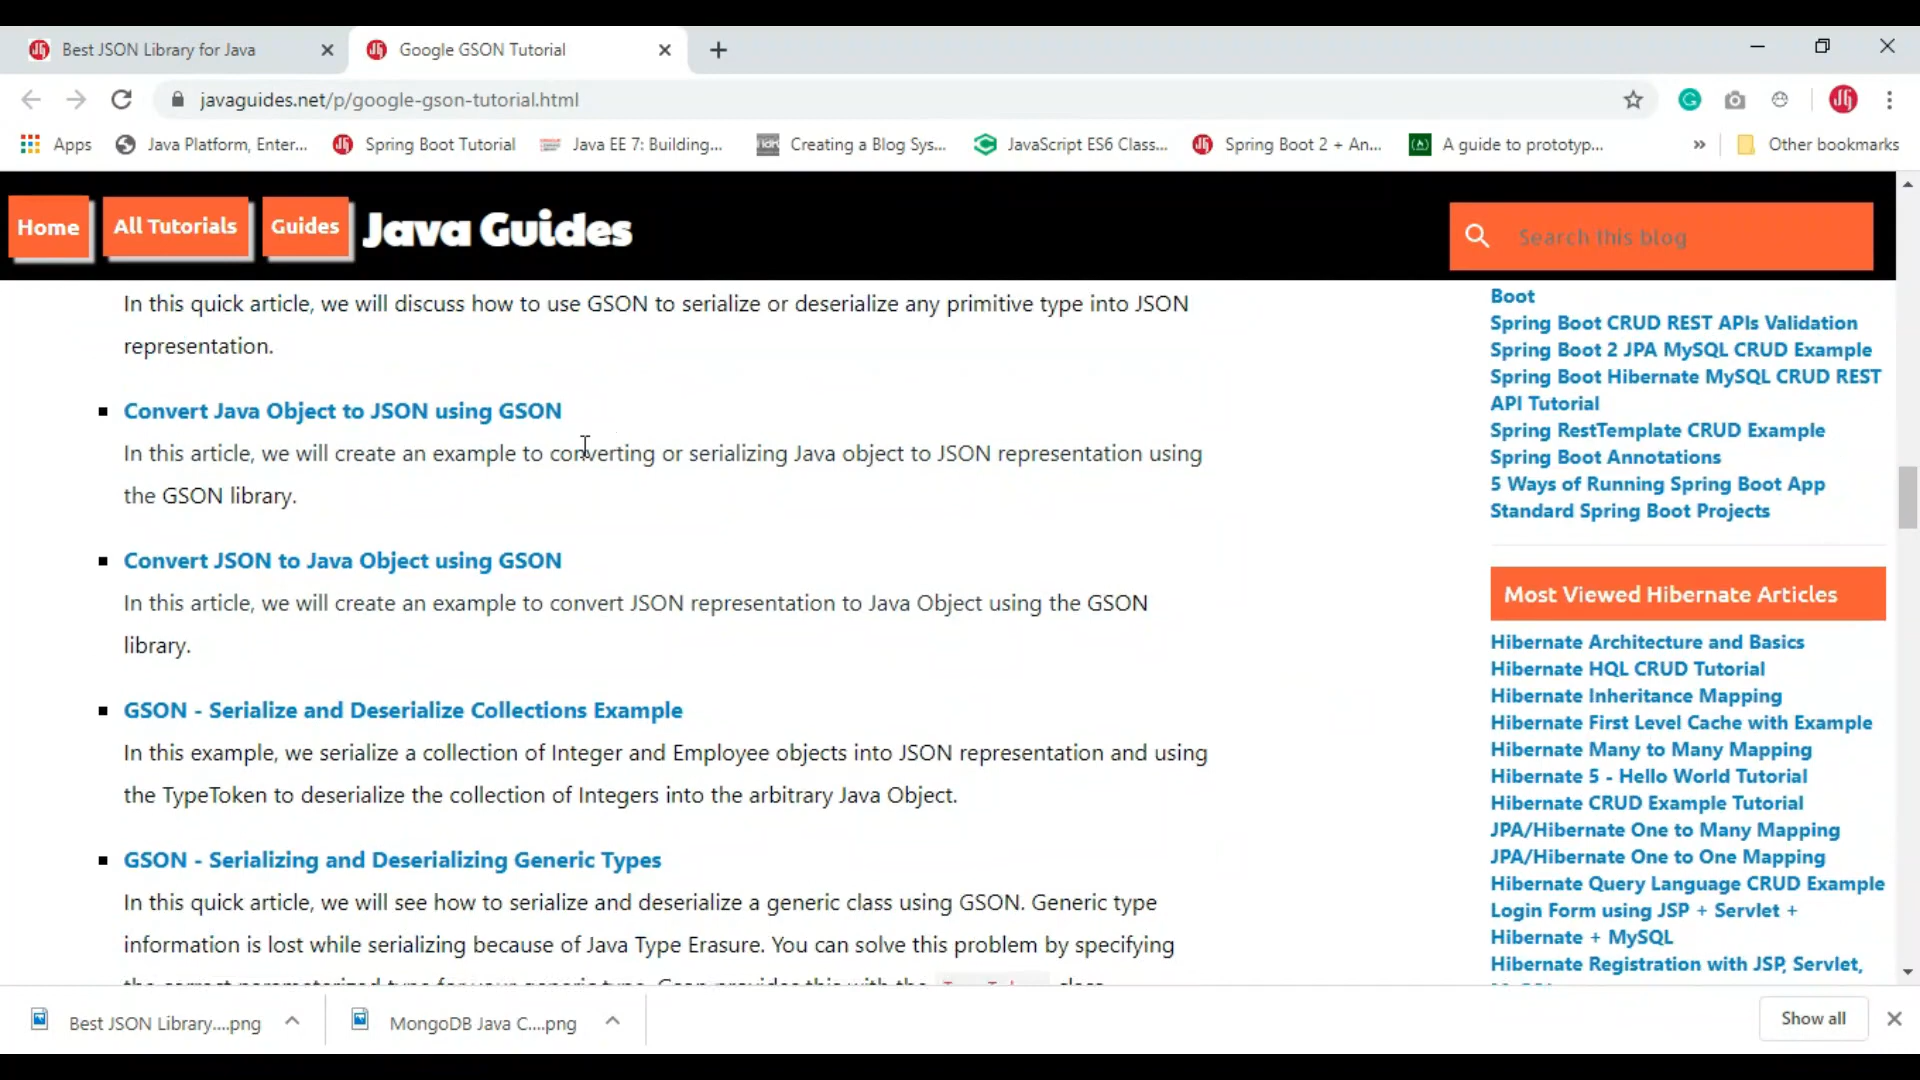 Best JSON Library for Java
Google GSON Tutorial
javaguides.net/p/google-gson-tutorial.html
Apps
Java Platform, Enter...
Spring Boot Tutorial
Java EE 7: Building...
Creating a Blog Sys...
JavaScript ES6 Class...
Spring Boot 2 + An...
A guide to prototyp...
»
Other bookmarks
Home
All Tutorials
Guides
Java Guides
Search this blog
In this quick article, we will discuss how to use GSON to serialize or deserialize any primitive type into JSON
representation.
Convert Java Object to JSON using GSON
In this article, we will create an example to converting or serializing Java object to JSON representation using
the GSON library.
Convert JSON to Java Object using GSON
In this article, we will create an example to convert JSON representation to Java Object using the GSON
library.
GSON - Serialize and Deserialize Collections Example
In this example, we serialize a collection of Integer and Employee objects into JSON representation and using
the TypeToken to deserialize the collection of Integers into the arbitrary Java Object.
GSON - Serializing and Deserializing Generic Types
In this quick article, we will see how to serialize and deserialize a generic class using GSON. Generic type
information is lost while serializing because of Java Type Erasure. You can solve this problem by specifying
Boot
Spring Boot CRUD REST APIs Validation
Spring Boot 2 JPA MySQL CRUD Example
Spring Boot Hibernate MySQL CRUD REST
API Tutorial
Spring RestTemplate CRUD Example
Spring Boot Annotations
5 Ways of Running Spring Boot App
Standard Spring Boot Projects
Most Viewed Hibernate Articles
Hibernate Architecture and Basics
Hibernate HQL CRUD Tutorial
Hibernate Inheritance Mapping
Hibernate First Level Cache with Example
Hibernate Many to Many Mapping
Hibernate 5 - Hello World Tutorial
Hibernate CRUD Example Tutorial
JPA/Hibernate One to Many Mapping
JPA/Hibernate One to One Mapping
Hibernate Query Language CRUD Example
Login Form using JSP + Servlet +
Hibernate + MySQL
Hibernate Registration with JSP, Servlet,
Best JSON Library....png
MongoDB Java C....png
Show all